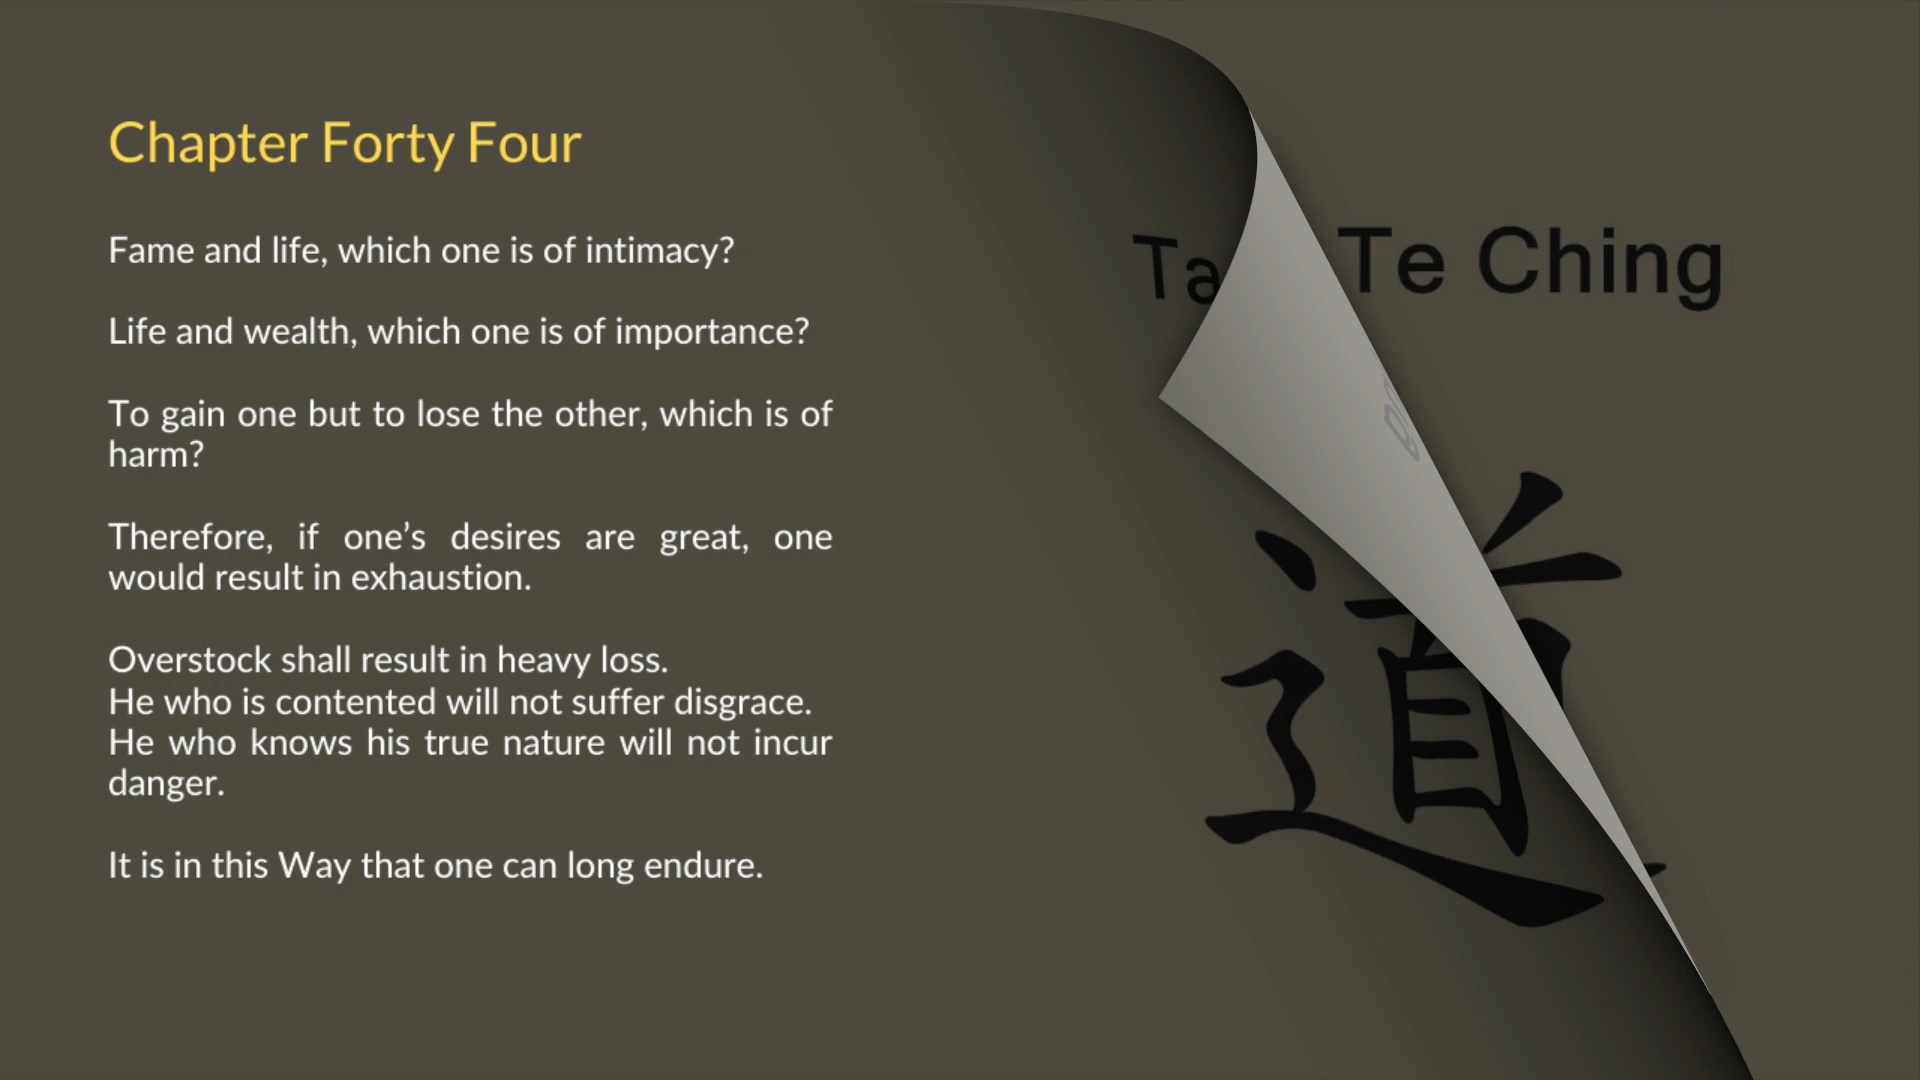 Chapter Forty Four
Fame and life, which one is of intimacy?
Life and wealth, which one is of importance?
To gain one but to lose the other, which is of
harm?
Therefore, if one’s desires are great, one
would result in exhaustion.
Overstock shall result in heavy loss.
He who is contented will not suffer disgrace.
He who knows his true nature will not incur
danger.
It is in this Way that one can long endure.
Te Ching
道